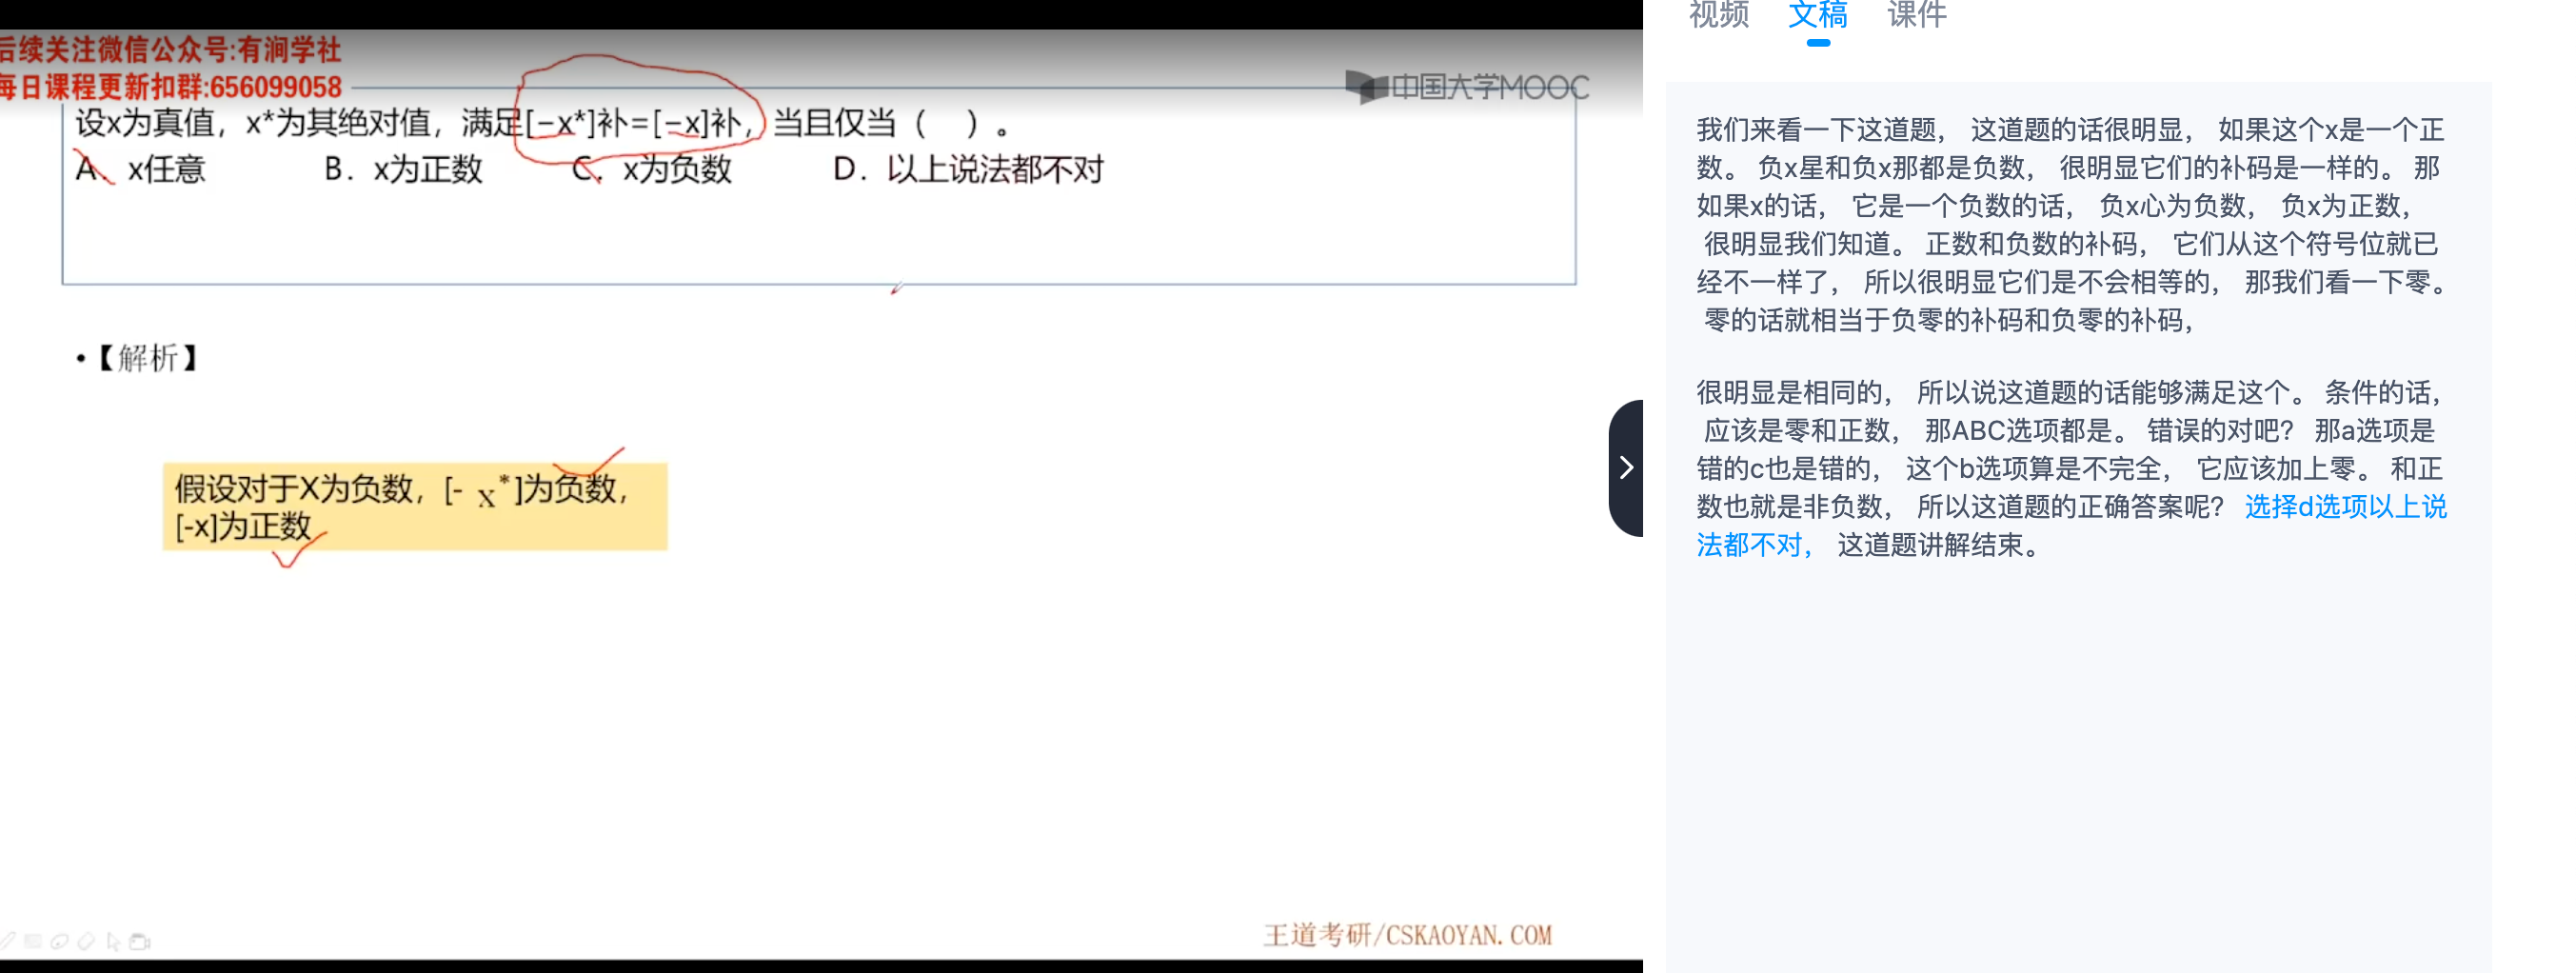 后续关注微信公众号:有涧学社
每日课程更新扣群:656099058
中国大学MOOC
设x为真值，x*为其绝对值，满足[－x*]补=[－x]补，当且仅当（　）。
A．x任意　B．x为正数　C．x为负数　D．以上说法都不对
•【解析】
假设对于X为负数，[- x*]为负数，
[-x]为正数
王道考研/CSKAOYAN.COM
视频　文稿　课件
我们来看一下这道题， 这道题的话很明显， 如果这个x是一个正
数。 负x星和负x那都是负数， 很明显它们的补码是一样的。 那
如果x的话， 它是一个负数的话， 负x心为负数， 负x为正数，
很明显我们知道。 正数和负数的补码， 它们从这个符号位就已
经不一样了， 所以很明显它们是不会相等的， 那我们看一下零。
零的话就相当于负零的补码和负零的补码，
很明显是相同的， 所以说这道题的话能够满足这个。 条件的话，
应该是零和正数， 那ABC选项都是。 错误的对吧？ 那a选项是
错的c也是错的， 这个b选项算是不完全， 它应该加上零。 和正
数也就是非负数， 所以这道题的正确答案呢？ 选择d选项以上说
法都不对， 这道题讲解结束。